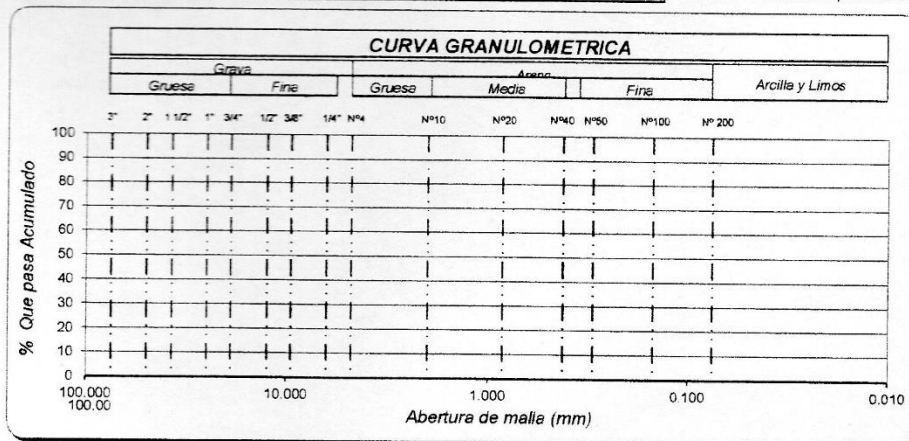 CURVA GRANULOMETRICA
Grava Arena Arcilla y Limos
Gruesa Fina Gruesa Media Fina
3" 2" 1 1/2" 1" 3/4" 1/2" 3/8" 1/4" Nº4 Nº10 Nº20 Nº40 Nº50 Nº100 Nº 200
100
90
80
70
60
50
40
30
20
10
0
% Que pasa Acumulado
100.000 10.000 1.000 0.100 0.010
100.00
Abertura de malla (mm)